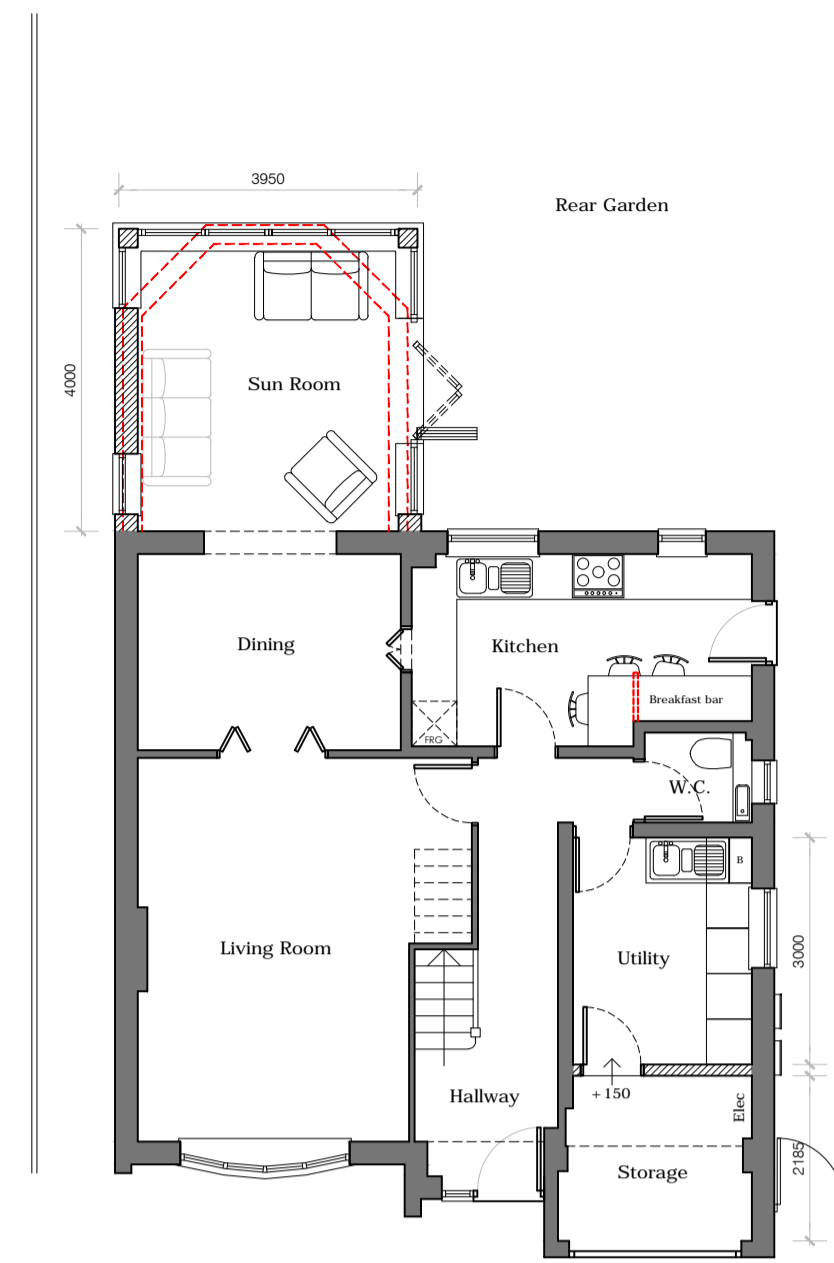 3950
Rear Garden
4000
Sun Room
Dining
Kitchen
Breakfast bar
FRG
W.C.
B
Living Room
Utility
3000
+150
Hallway
Elec
Storage
2185